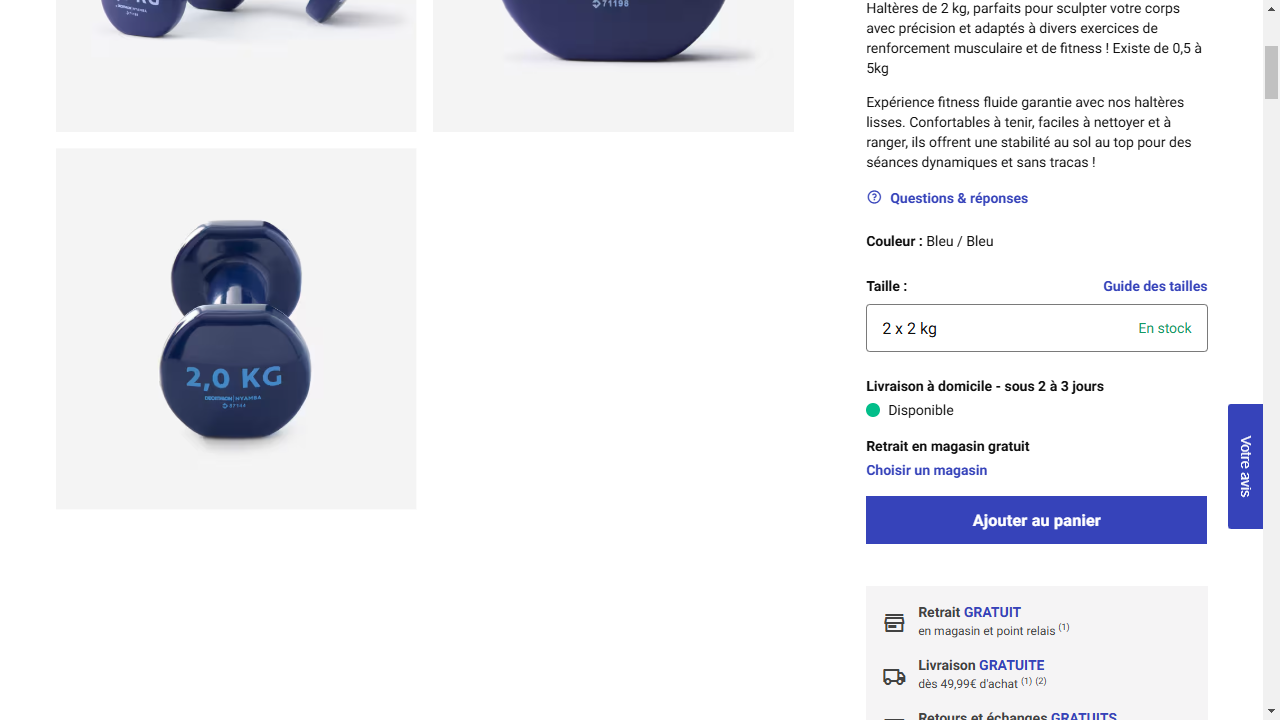 KG
71198
2,0 KG
DECATHLON | NYAMBA
Haltères de 2 kg, parfaits pour sculpter votre corps
avec précision et adaptés à divers exercices de
renforcement musculaire et de fitness ! Existe de 0,5 à
5kg
Expérience fitness fluide garantie avec nos haltères
lisses. Confortables à tenir, faciles à nettoyer et à
ranger, ils offrent une stabilité au sol au top pour des
séances dynamiques et sans tracas !
Questions & réponses
Couleur : Bleu / Bleu
Taille :
Guide des tailles
2 x 2 kg
En stock
Livraison à domicile - sous 2 à 3 jours
Disponible
Retrait en magasin gratuit
Choisir un magasin
Ajouter au panier
Votre avis
Retrait GRATUIT
en magasin et point relais (1)
Livraison GRATUITE
dès 49,99€ d'achat (1) (2)
Retours et échanges GRATUITS